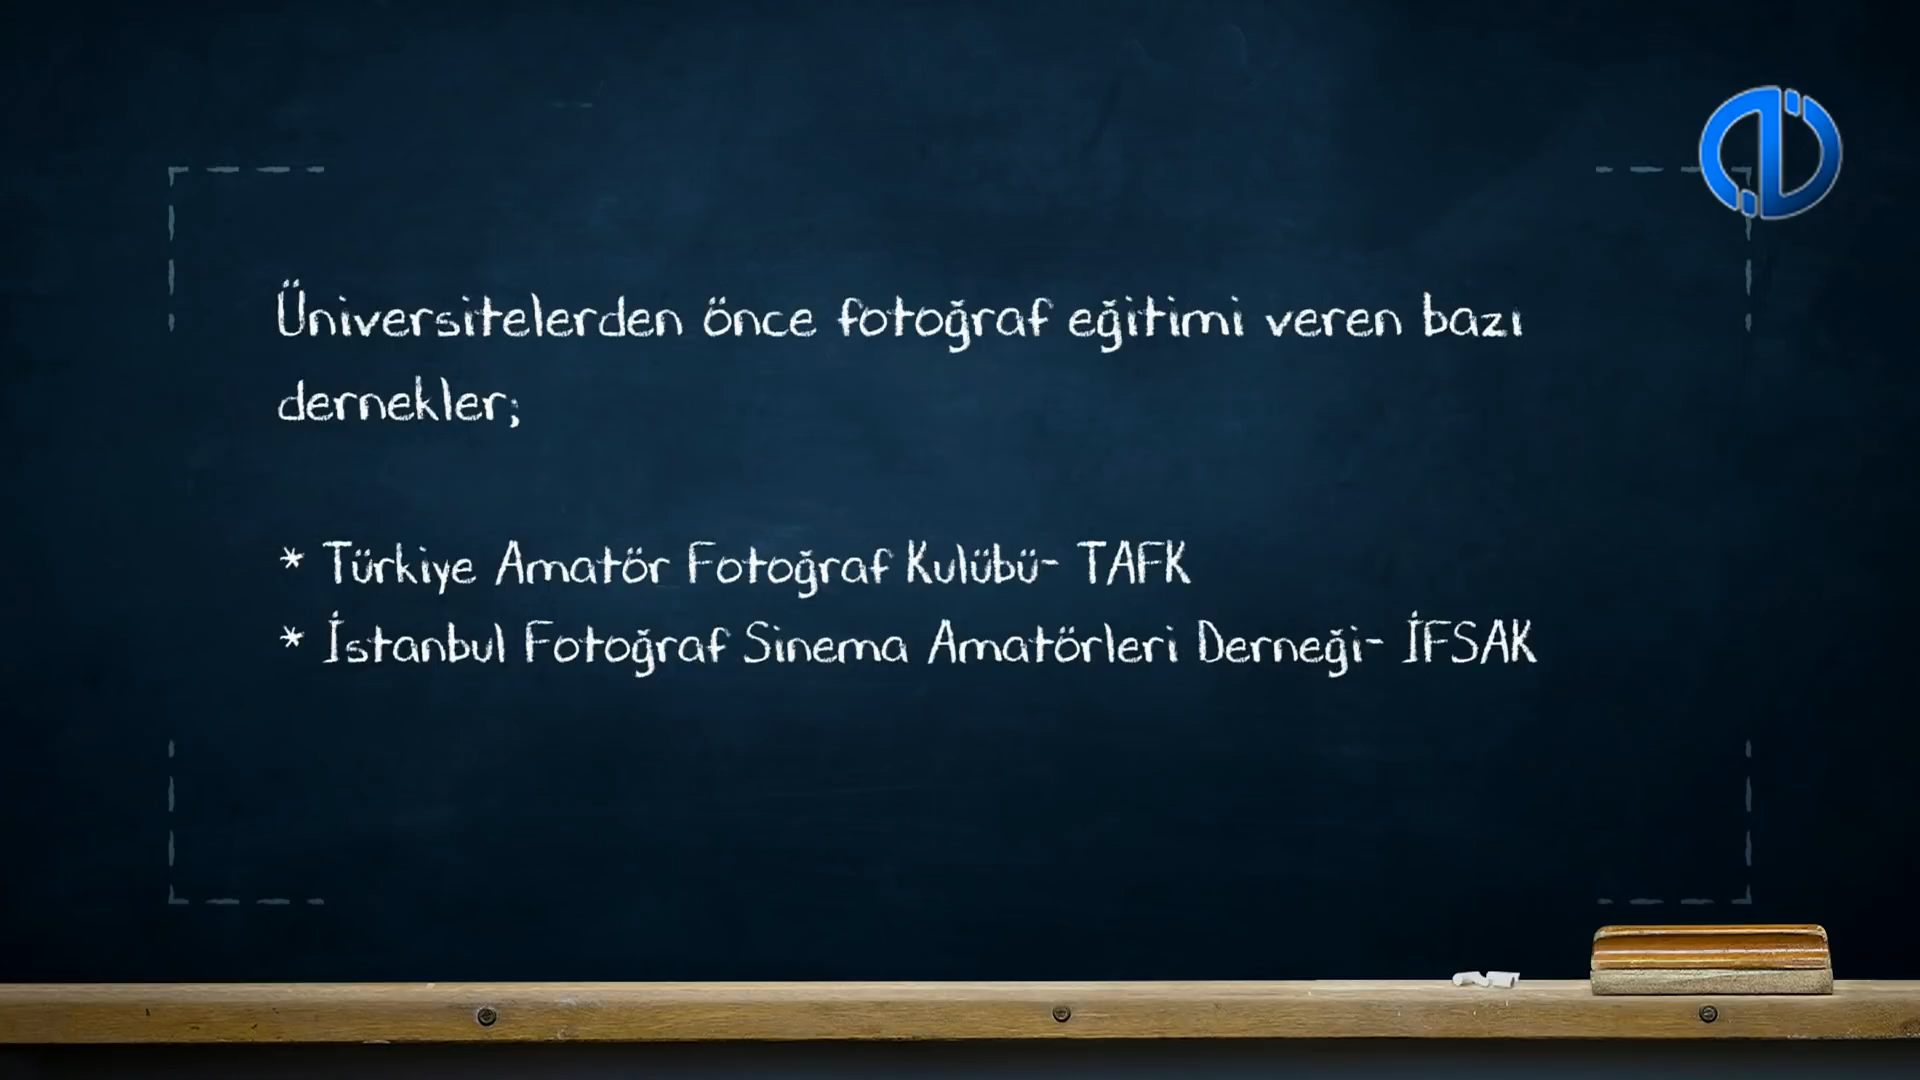 Üniversitelerden önce fotoğraf eğitimi veren bazı
dernekler;
* Türkiye Amatör Fotoğraf Kulübü- TAFK
* İstanbul Fotoğraf Sinema Amatörleri Derneği- İFSAK